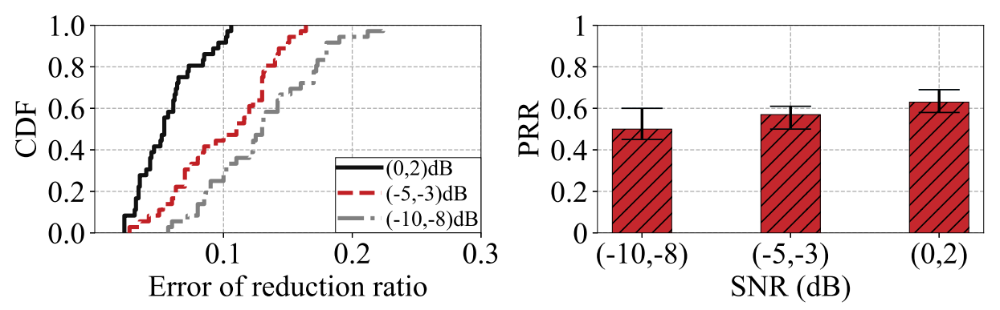 CDF
1.0
0.8
0.6
0.4
0.2
0.0
(0,2)dB
(-5,-3)dB
(-10,-8)dB
0.1 0.2 0.3
Error of reduction ratio
PRR
1
0.8
0.6
0.4
0.2
0
(-10,-8) (-5,-3) (0,2)
SNR (dB)